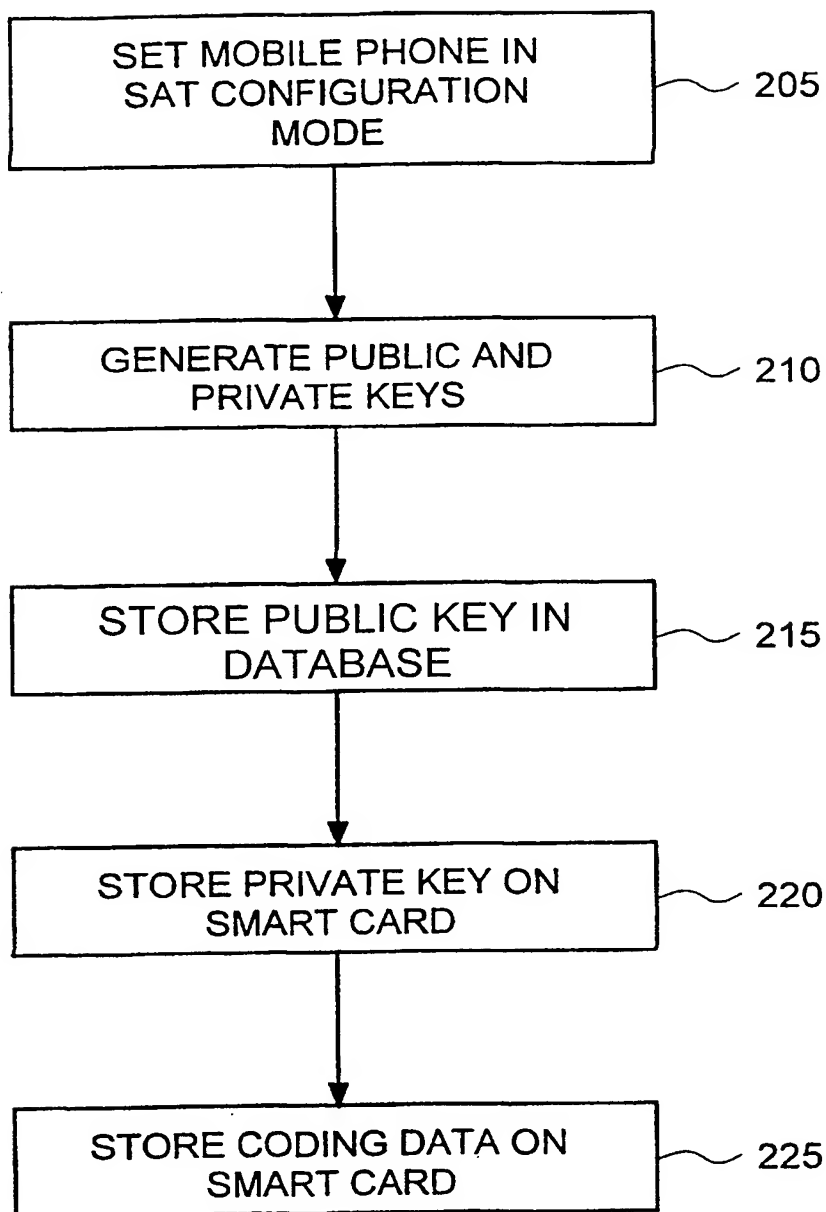 SET MOBILE PHONE IN
SAT CONFIGURATION
MODE
205
GENERATE PUBLIC AND
PRIVATE KEYS
210
STORE PUBLIC KEY IN
DATABASE
215
STORE PRIVATE KEY ON
SMART CARD
220
STORE CODING DATA ON
SMART CARD
225